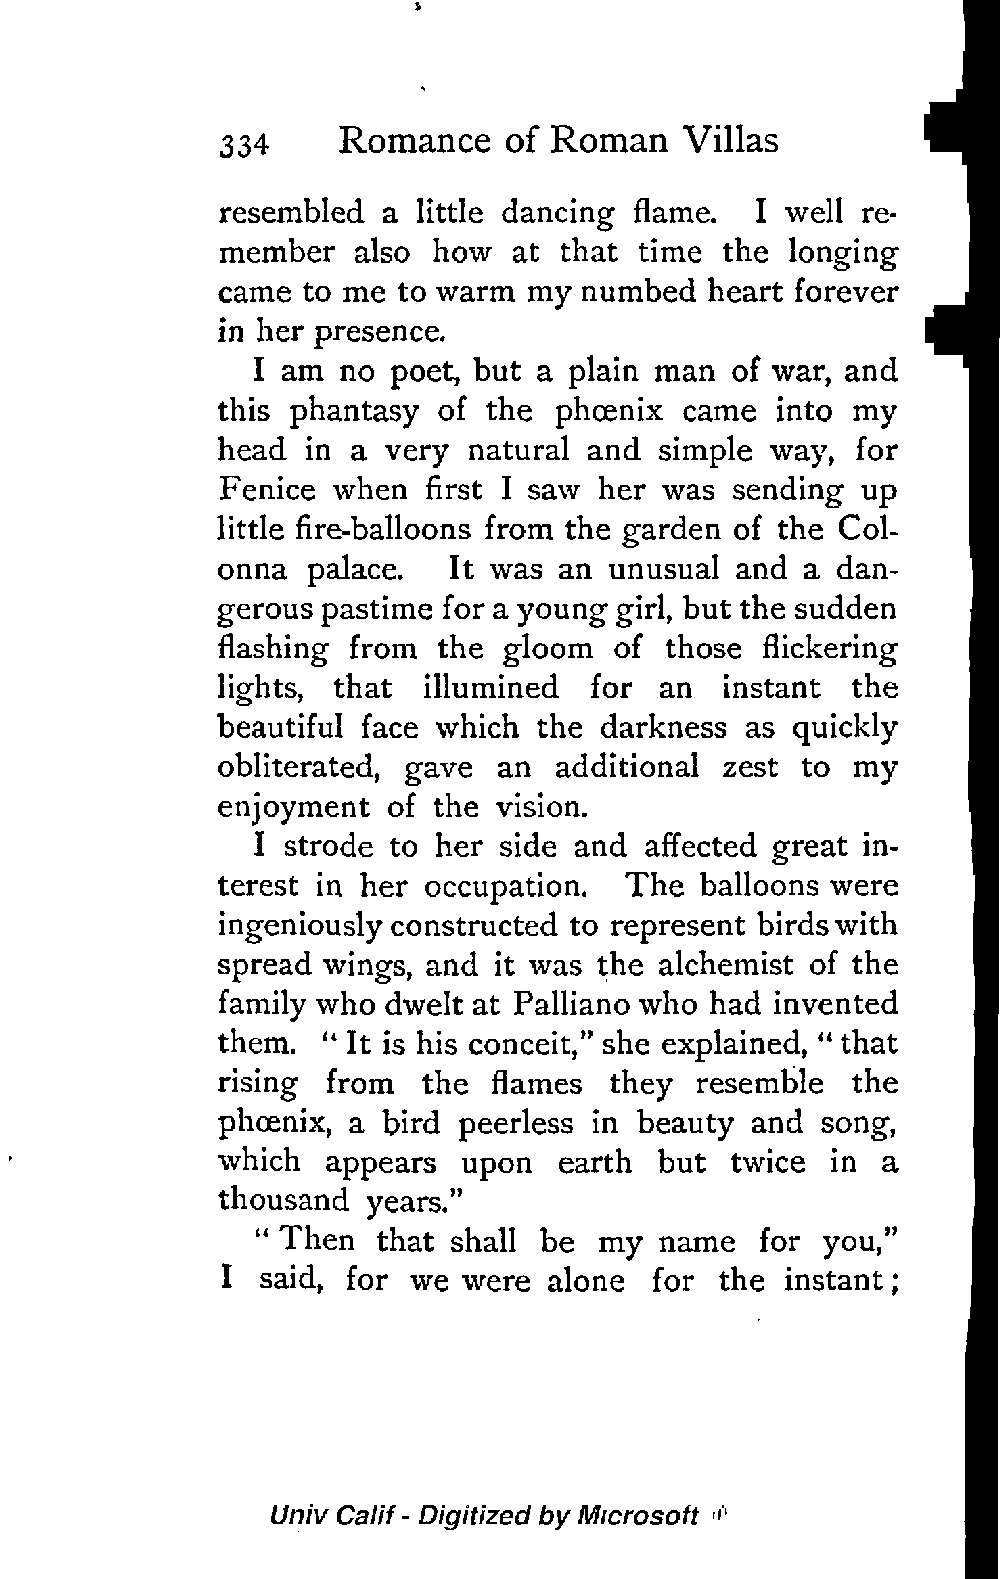 334 Romance of Roman Villas
resembled a little dancing flame. I well re-
member also how at that time the longing
came to me to warm my numbed heart forever
in her presence.
I am no poet, but a plain man of war, and
this phantasy of the phœnix came into my
head in a very natural and simple way, for
Fenice when first I saw her was sending up
little fire-balloons from the garden of the Col-
onna palace. It was an unusual and a dan-
gerous pastime for a young girl, but the sudden
flashing from the gloom of those flickering
lights, that illumined for an instant the
beautiful face which the darkness as quickly
obliterated, gave an additional zest to my
enjoyment of the vision.
I strode to her side and affected great in-
terest in her occupation. The balloons were
ingeniously constructed to represent birds with
spread wings, and it was the alchemist of the
family who dwelt at Palliano who had invented
them. "It is his conceit," she explained, "that
rising from the flames they resemble the
phœnix, a bird peerless in beauty and song,
which appears upon earth but twice in a
thousand years."
"Then that shall be my name for you,"
I said, for we were alone for the instant;
Univ Calif - Digitized by Microsoft